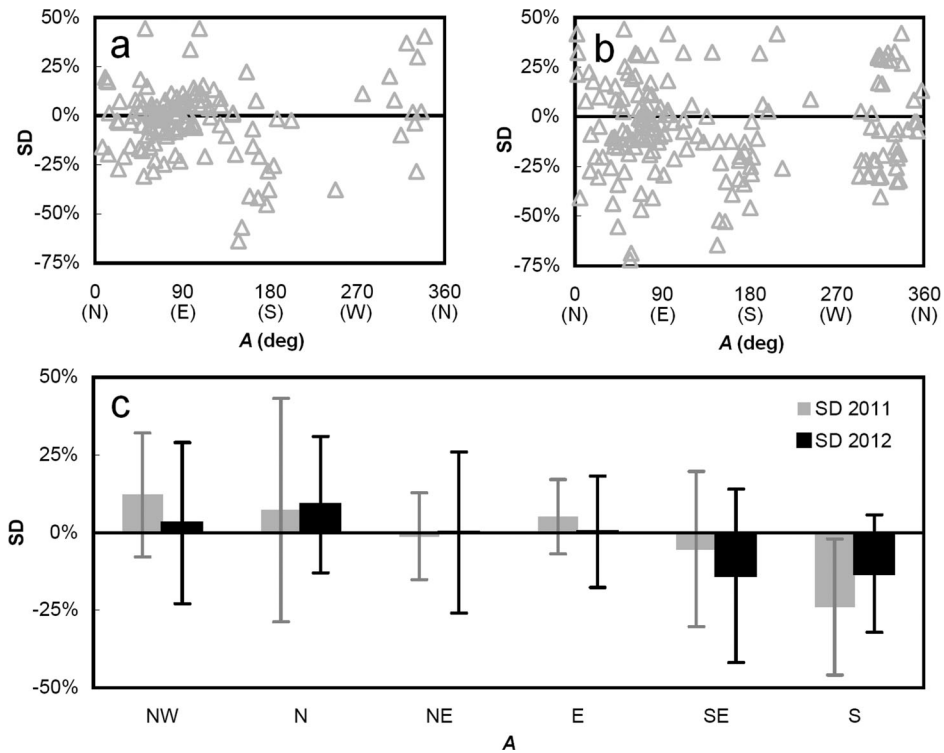 a
50%
25%
0%
-25%
-50%
-75%
SD
0 90 180 270 360
(N) (E) (S) (W) (N)
A (deg)
b
50%
25%
0%
-25%
-50%
-75%
SD
0 90 180 270 360
(N) (E) (S) (W) (N)
A (deg)
c
50%
25%
0%
-25%
-50%
SD
SD 2011
SD 2012
NW N NE E SE S
A